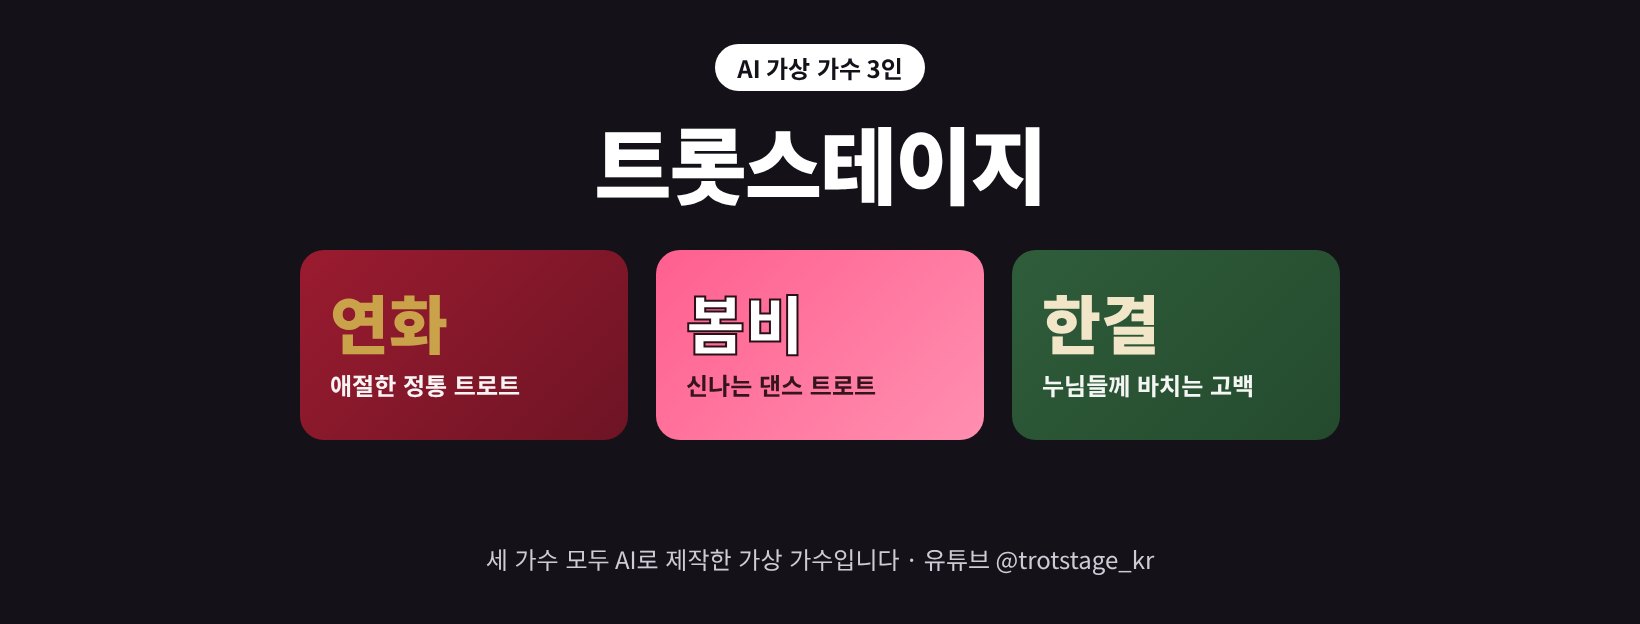 AI 가상 가수 3인
트롯스테이지
연화
애절한 정통 트로트
봄비
신나는 댄스 트로트
한결
누님들께 바치는 고백
세 가수 모두 AI로 제작한 가상 가수입니다 · 유튜브 @trotstage_kr